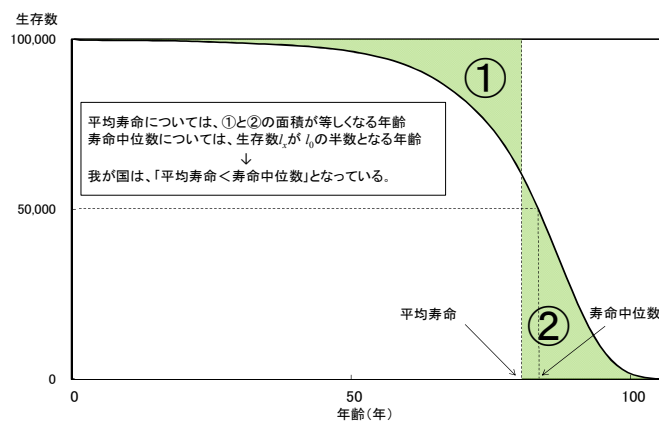 生存数
100,000
①
平均寿命については、①と②の面積が等しくなる年齢
寿命中位数については、生存数lxが l0の半数となる年齢
↓
我が国は、「平均寿命＜寿命中位数」となっている。
50,000
平均寿命
②
寿命中位数
0
0
50
100
年齢(年)